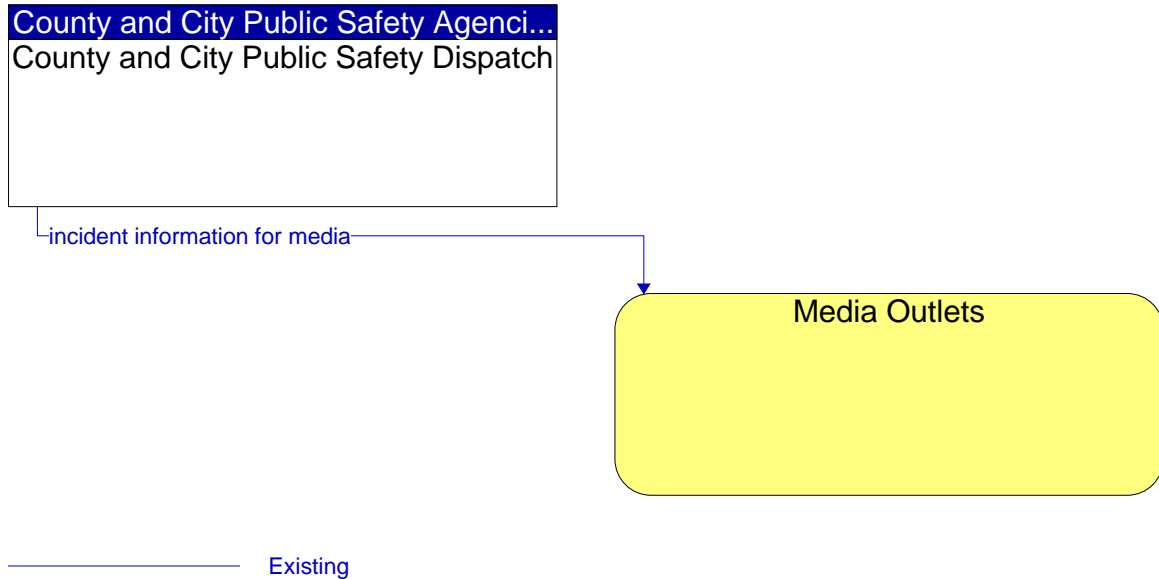 County and City Public Safety Agenci...
County and City Public Safety Dispatch
incident information for media
Media Outlets
Existing